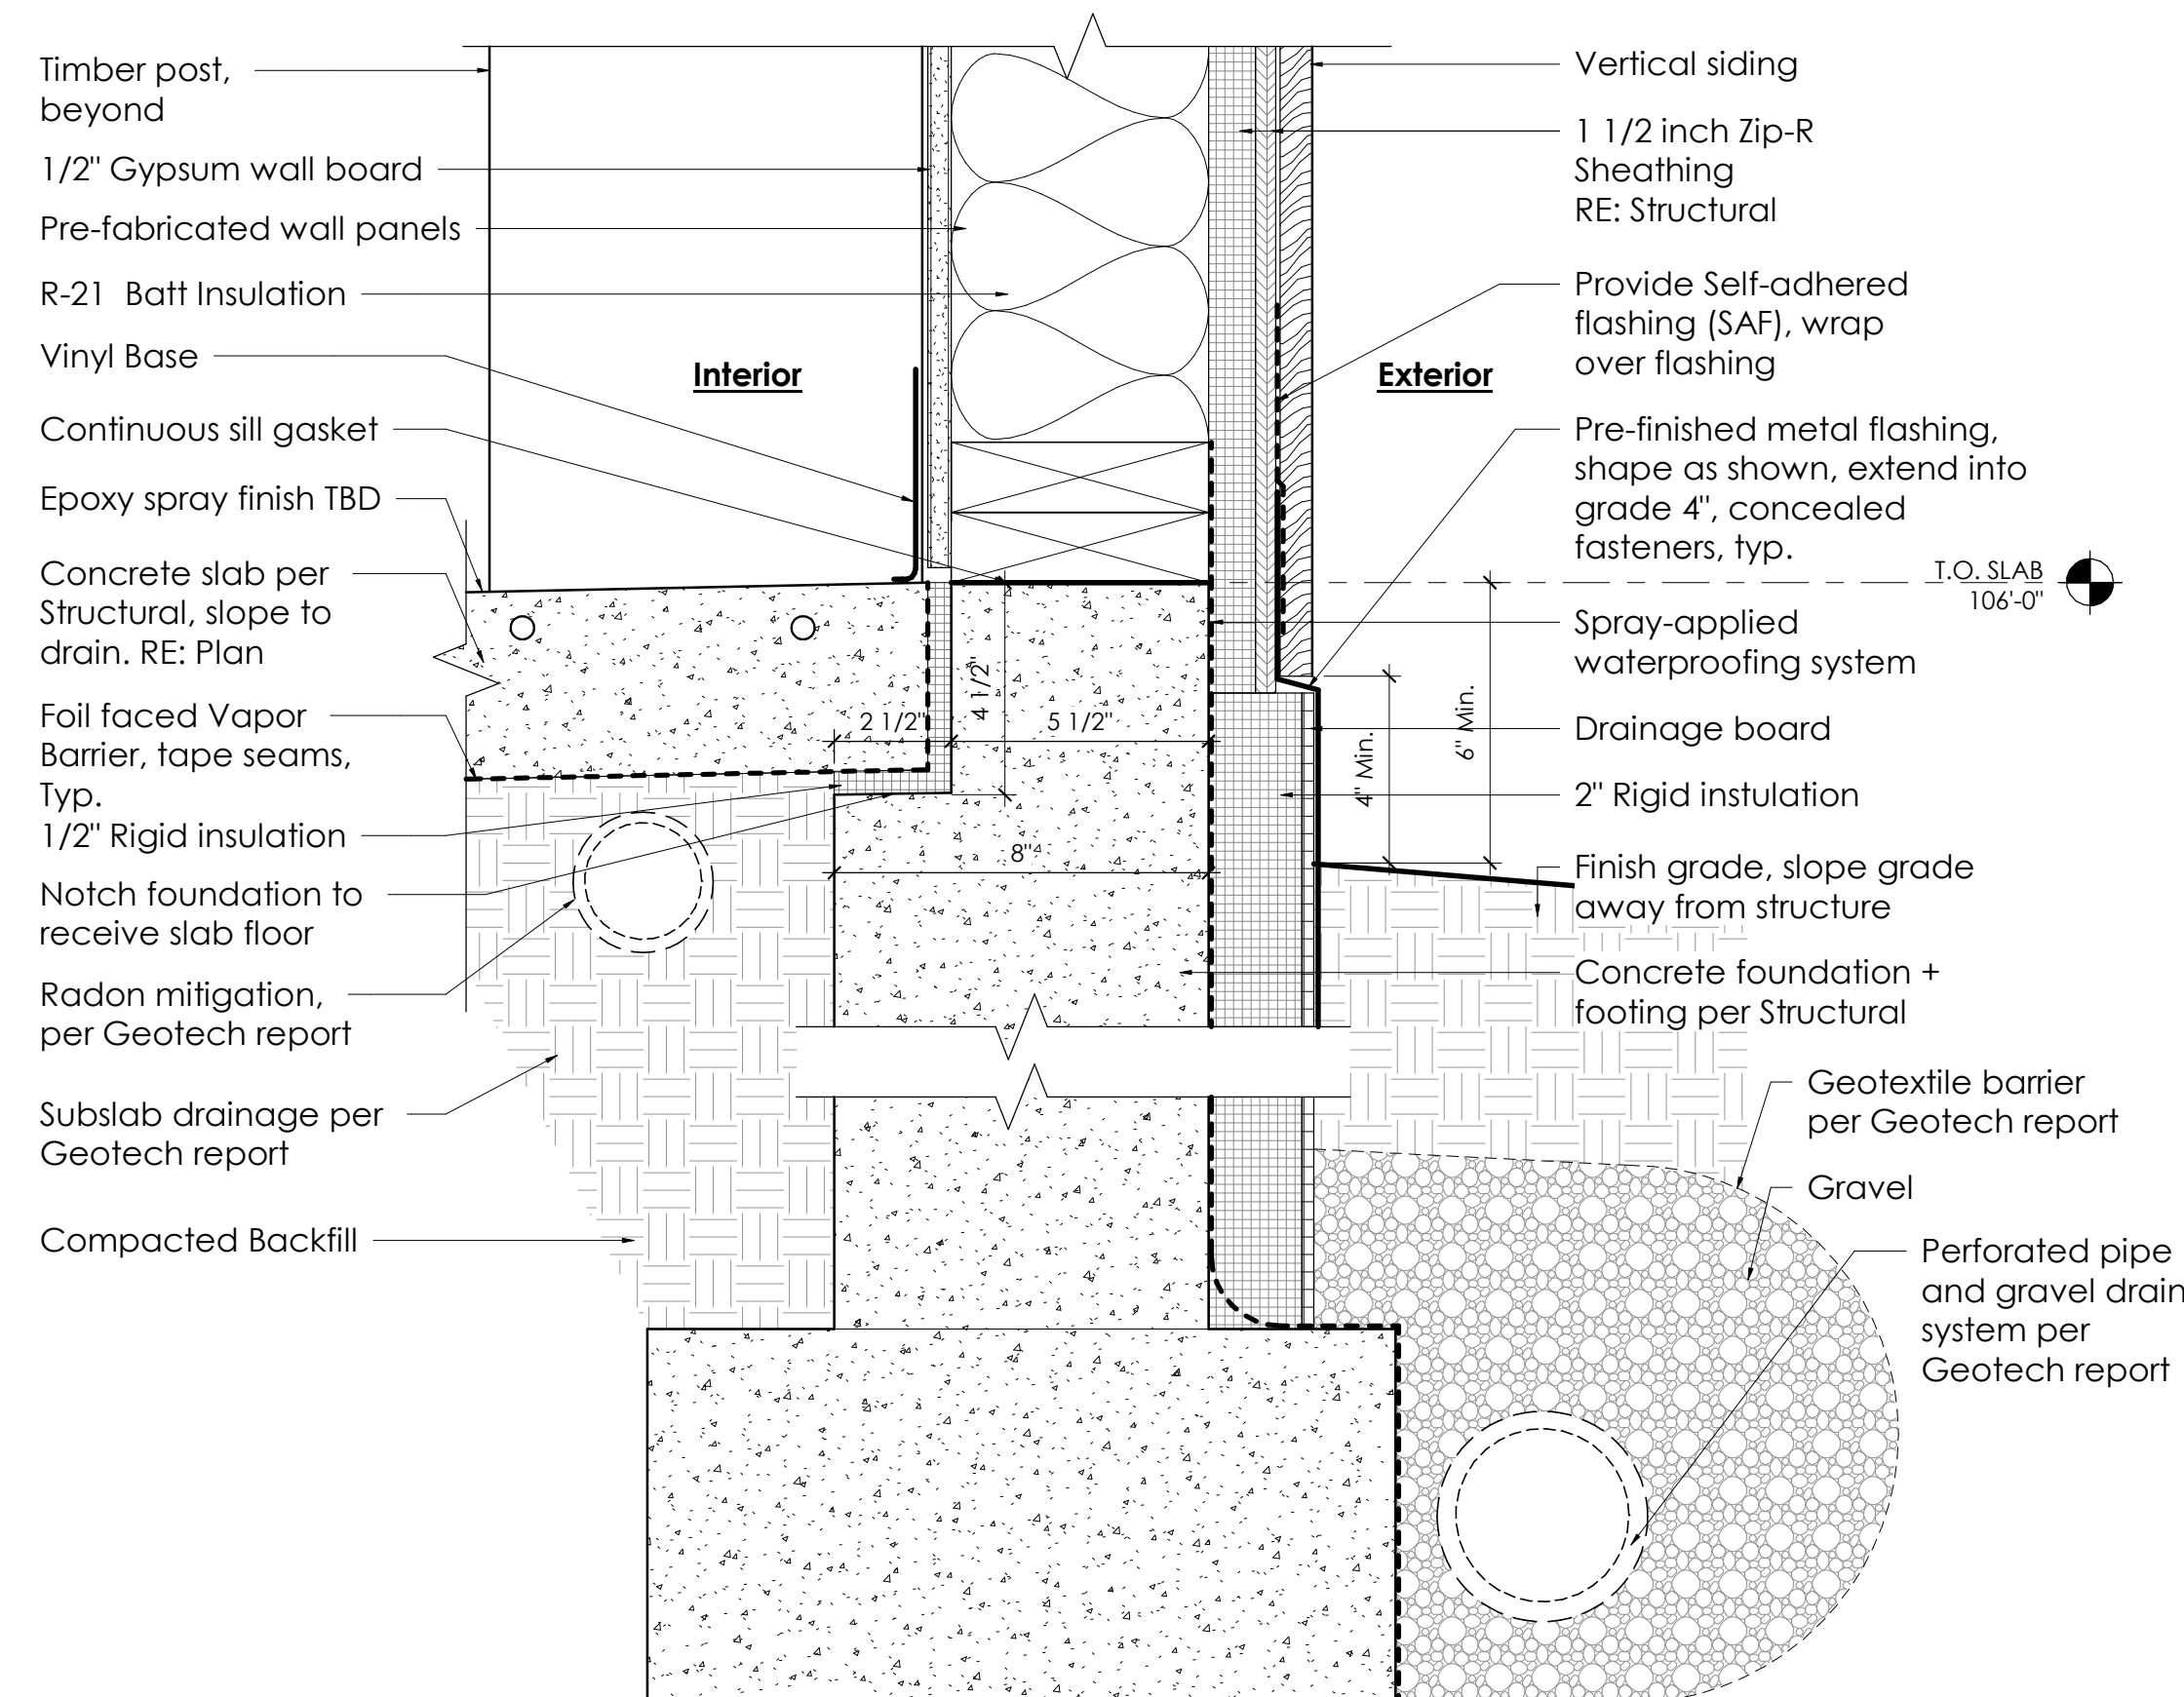 Timber post,
beyond
1/2" Gypsum wall board
Pre-fabricated wall panels
R-21 Batt Insulation
Vinyl Base
Continuous sill gasket
Epoxy spray finish TBD
Concrete slab per
Structural, slope to
drain. RE: Plan
Foil faced Vapor
Barrier, tape seams,
Typ.
1/2" Rigid insulation
Notch foundation to
receive slab floor
Radon mitigation,
per Geotech report
Subslab drainage per
Geotech report
Compacted Backfill
Interior
Exterior
2 1/2"
4 1/2"
5 1/2"
8"
4" Min.
6" Min.
Vertical siding
1 1/2 inch Zip-R
Sheathing
RE: Structural
Provide Self-adhered
flashing (SAF), wrap
over flashing
Pre-finished metal flashing,
shape as shown, extend into
grade 4", concealed
fasteners, typ.
T.O. SLAB
106'-0"
Spray-applied
waterproofing system
Drainage board
2" Rigid instulation
Finish grade, slope grade
away from structure
Concrete foundation +
footing per Structural
Geotextile barrier
per Geotech report
Gravel
Perforated pipe
and gravel drain
system per
Geotech report